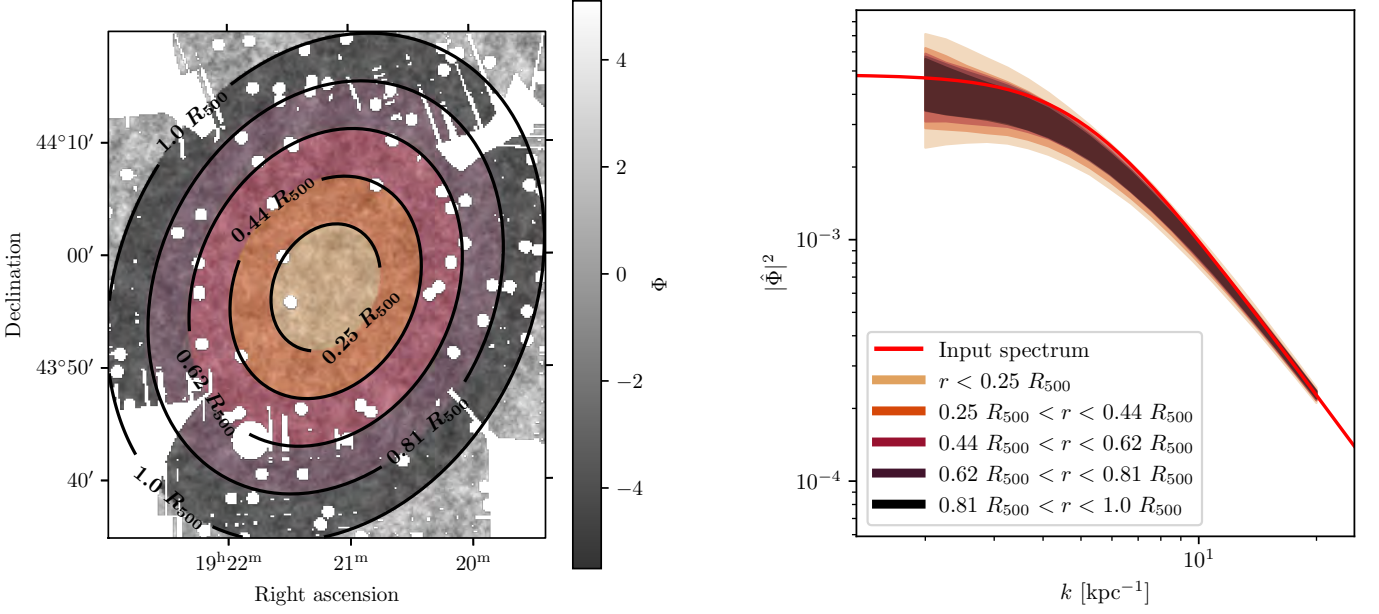 44°10′
00′
43°50′
40′
Declination
19ʰ22ᵐ
21ᵐ
20ᵐ
Right ascension
1.0 R₅₀₀
0.44 R₅₀₀
0.25 R₅₀₀
0.62 R₅₀₀
0.81 R₅₀₀
1.0 R₅₀₀
4
2
0
−2
−4
Φ
|Φ̂|²
10⁻³
10⁻⁴
Input spectrum
r < 0.25 R₅₀₀
0.25 R₅₀₀ < r < 0.44 R₅₀₀
0.44 R₅₀₀ < r < 0.62 R₅₀₀
0.62 R₅₀₀ < r < 0.81 R₅₀₀
0.81 R₅₀₀ < r < 1.0 R₅₀₀
10¹
k [kpc⁻¹]